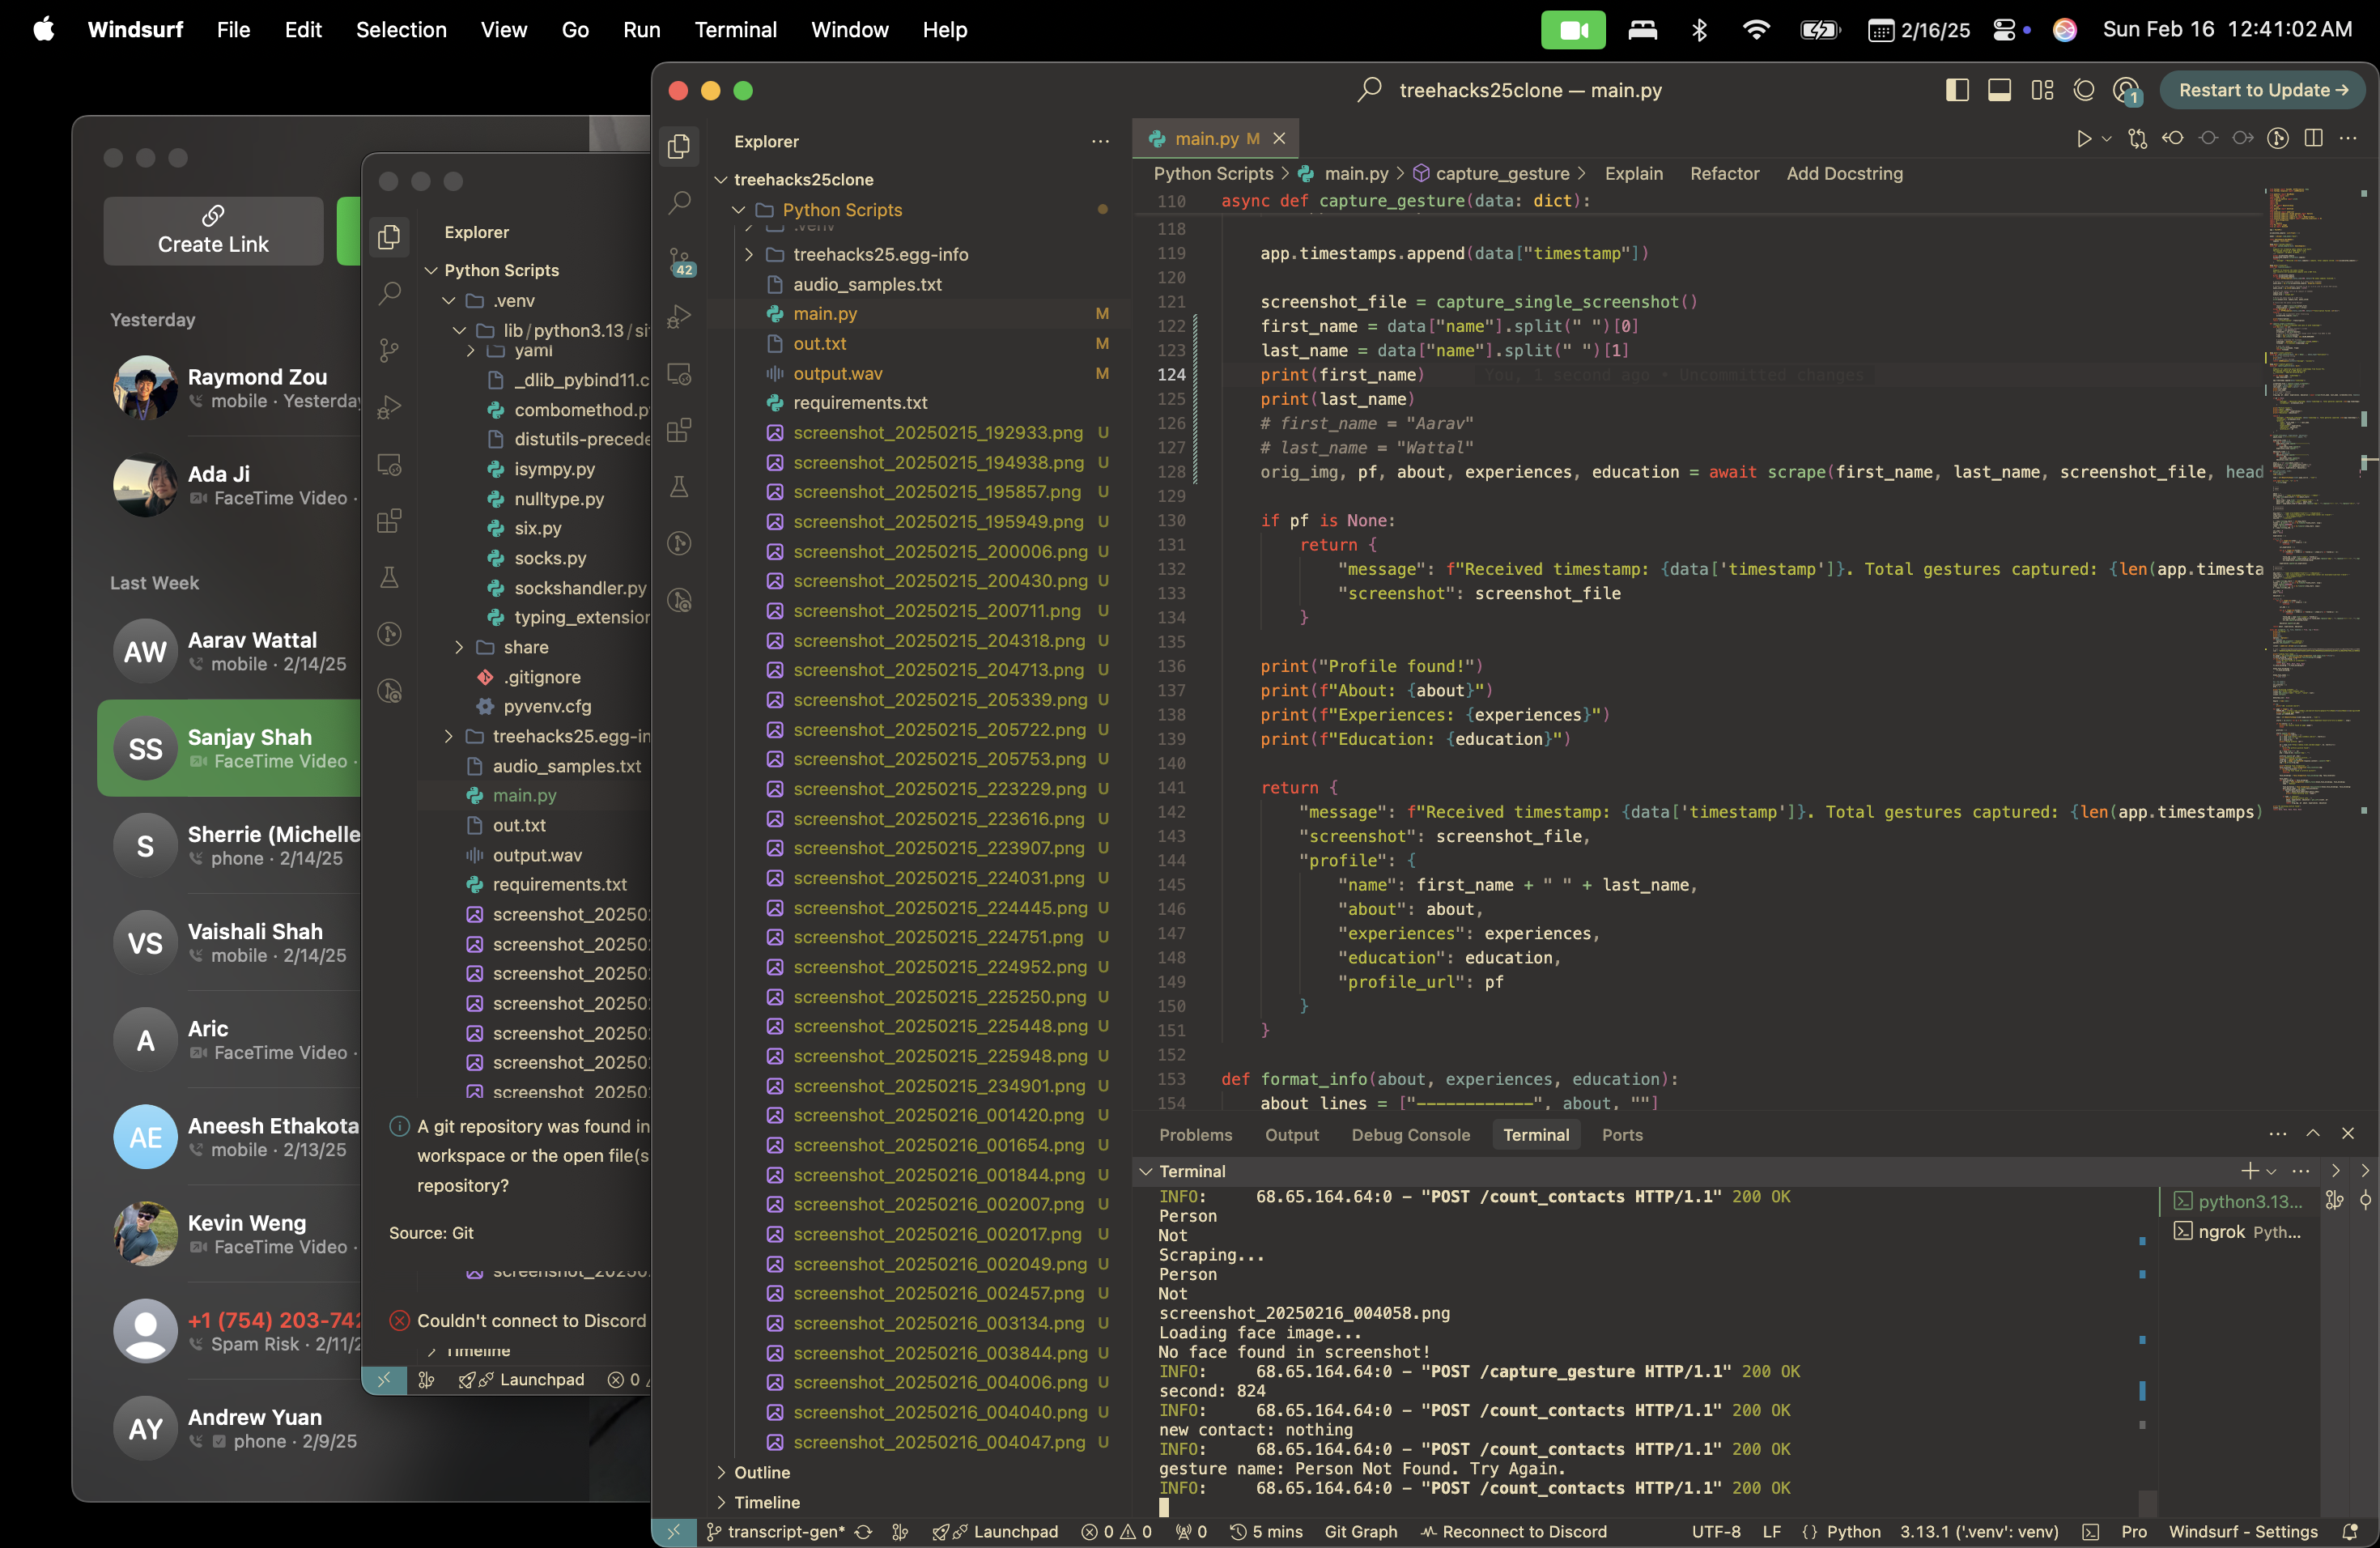 Windsurf File Edit Selection View Go Run Terminal Window Help
2/16/25 Sun Feb 16 12:41:02 AM
Create Link
Yesterday
Raymond Zou
mobile · Yesterday
Ada Ji
FaceTime Video ·
Last Week
AW
Aarav Wattal
mobile · 2/14/25
SS
Sanjay Shah
FaceTime Video ·
S
Sherrie (Michelle
phone · 2/14/25
VS
Vaishali Shah
mobile · 2/14/25
A
Aric
FaceTime Video ·
AE
Aneesh Ethakota
mobile · 2/13/25
Kevin Weng
FaceTime Video ·
+1 (754) 203-742
Spam Risk · 2/11/2
AY
Andrew Yuan
phone · 2/9/25
Explorer
Python Scripts
.venv
lib/python3.13/si
yaml
_dlib_pybind11.c
combomethod.p
distutils-precede
isympy.py
nulltype.py
six.py
socks.py
sockshandler.py
typing_extension
share
.gitignore
pyvenv.cfg
treehacks25.egg-in
audio_samples.txt
main.py
out.txt
output.wav
requirements.txt
screenshot_20250
screenshot_20250
screenshot_20250
screenshot_20250
screenshot_20250
screenshot_20250
screenshot_20250
A git repository was found in
workspace or the open file(s
repository?
Source: Git
Couldn't connect to Discord
Timeline
Launchpad 0
treehacks25clone — main.py
1
Restart to Update →
Explorer
treehacks25clone
Python Scripts
.venv
treehacks25.egg-info
audio_samples.txt
main.py M
out.txt M
output.wav M
requirements.txt
42
screenshot_20250215_192933.png U
screenshot_20250215_194938.png U
screenshot_20250215_195857.png U
screenshot_20250215_195949.png U
screenshot_20250215_200006.png U
screenshot_20250215_200430.png U
screenshot_20250215_200711.png U
screenshot_20250215_204318.png U
screenshot_20250215_204713.png U
screenshot_20250215_205339.png U
screenshot_20250215_205722.png U
screenshot_20250215_205753.png U
screenshot_20250215_223229.png U
screenshot_20250215_223616.png U
screenshot_20250215_223907.png U
screenshot_20250215_224031.png U
screenshot_20250215_224445.png U
screenshot_20250215_224751.png U
screenshot_20250215_224952.png U
screenshot_20250215_225250.png U
screenshot_20250215_225448.png U
screenshot_20250215_225948.png U
screenshot_20250215_234901.png U
screenshot_20250216_001420.png U
screenshot_20250216_001654.png U
screenshot_20250216_001844.png U
screenshot_20250216_002007.png U
screenshot_20250216_002017.png U
screenshot_20250216_002049.png U
screenshot_20250216_002457.png U
screenshot_20250216_003134.png U
screenshot_20250216_003844.png U
screenshot_20250216_004006.png U
screenshot_20250216_004040.png U
screenshot_20250216_004047.png U
Outline
Timeline
main.py M
Python Scripts > main.py > capture_gesture > Explain Refactor Add Docstring
110 async def capture_gesture(data: dict):
118
119 app.timestamps.append(data["timestamp"])
120
121 screenshot_file = capture_single_screenshot()
122 first_name = data["name"].split(" ")[0]
123 last_name = data["name"].split(" ")[1]
124 print(first_name) You, 1 second ago • Uncommitted changes
125 print(last_name)
126 # first_name = "Aarav"
127 # last_name = "Wattal"
128 orig_img, pf, about, experiences, education = await scrape(first_name, last_name, screenshot_file, head
129
130 if pf is None:
131 return {
132 "message": f"Received timestamp: {data['timestamp']}. Total gestures captured: {len(app.timesta
133 "screenshot": screenshot_file
134 }
135
136 print("Profile found!")
137 print(f"About: {about}")
138 print(f"Experiences: {experiences}")
139 print(f"Education: {education}")
140
141 return {
142 "message": f"Received timestamp: {data['timestamp']}. Total gestures captured: {len(app.timestamps)
143 "screenshot": screenshot_file,
144 "profile": {
145 "name": first_name + " " + last_name,
146 "about": about,
147 "experiences": experiences,
148 "education": education,
149 "profile_url": pf
150 }
151 }
152
153 def format_info(about, experiences, education):
154 about_lines = ["------------", about, ""]
Problems Output Debug Console Terminal Ports
Terminal
INFO: 68.65.164.64:0 - "POST /count_contacts HTTP/1.1" 200 OK
Person
Not
Scraping...
Person
Not
screenshot_20250216_004058.png
Loading face image...
No face found in screenshot!
INFO: 68.65.164.64:0 - "POST /capture_gesture HTTP/1.1" 200 OK
second: 824
INFO: 68.65.164.64:0 - "POST /count_contacts HTTP/1.1" 200 OK
new contact: nothing
INFO: 68.65.164.64:0 - "POST /count_contacts HTTP/1.1" 200 OK
gesture name: Person Not Found. Try Again.
INFO: 68.65.164.64:0 - "POST /count_contacts HTTP/1.1" 200 OK
python3.13...
ngrok Pyth...
transcript-gen* Launchpad 0 0 0 5 mins Git Graph Reconnect to Discord UTF-8 LF {} Python 3.13.1 ('.venv': venv) Pro Windsurf - Settings